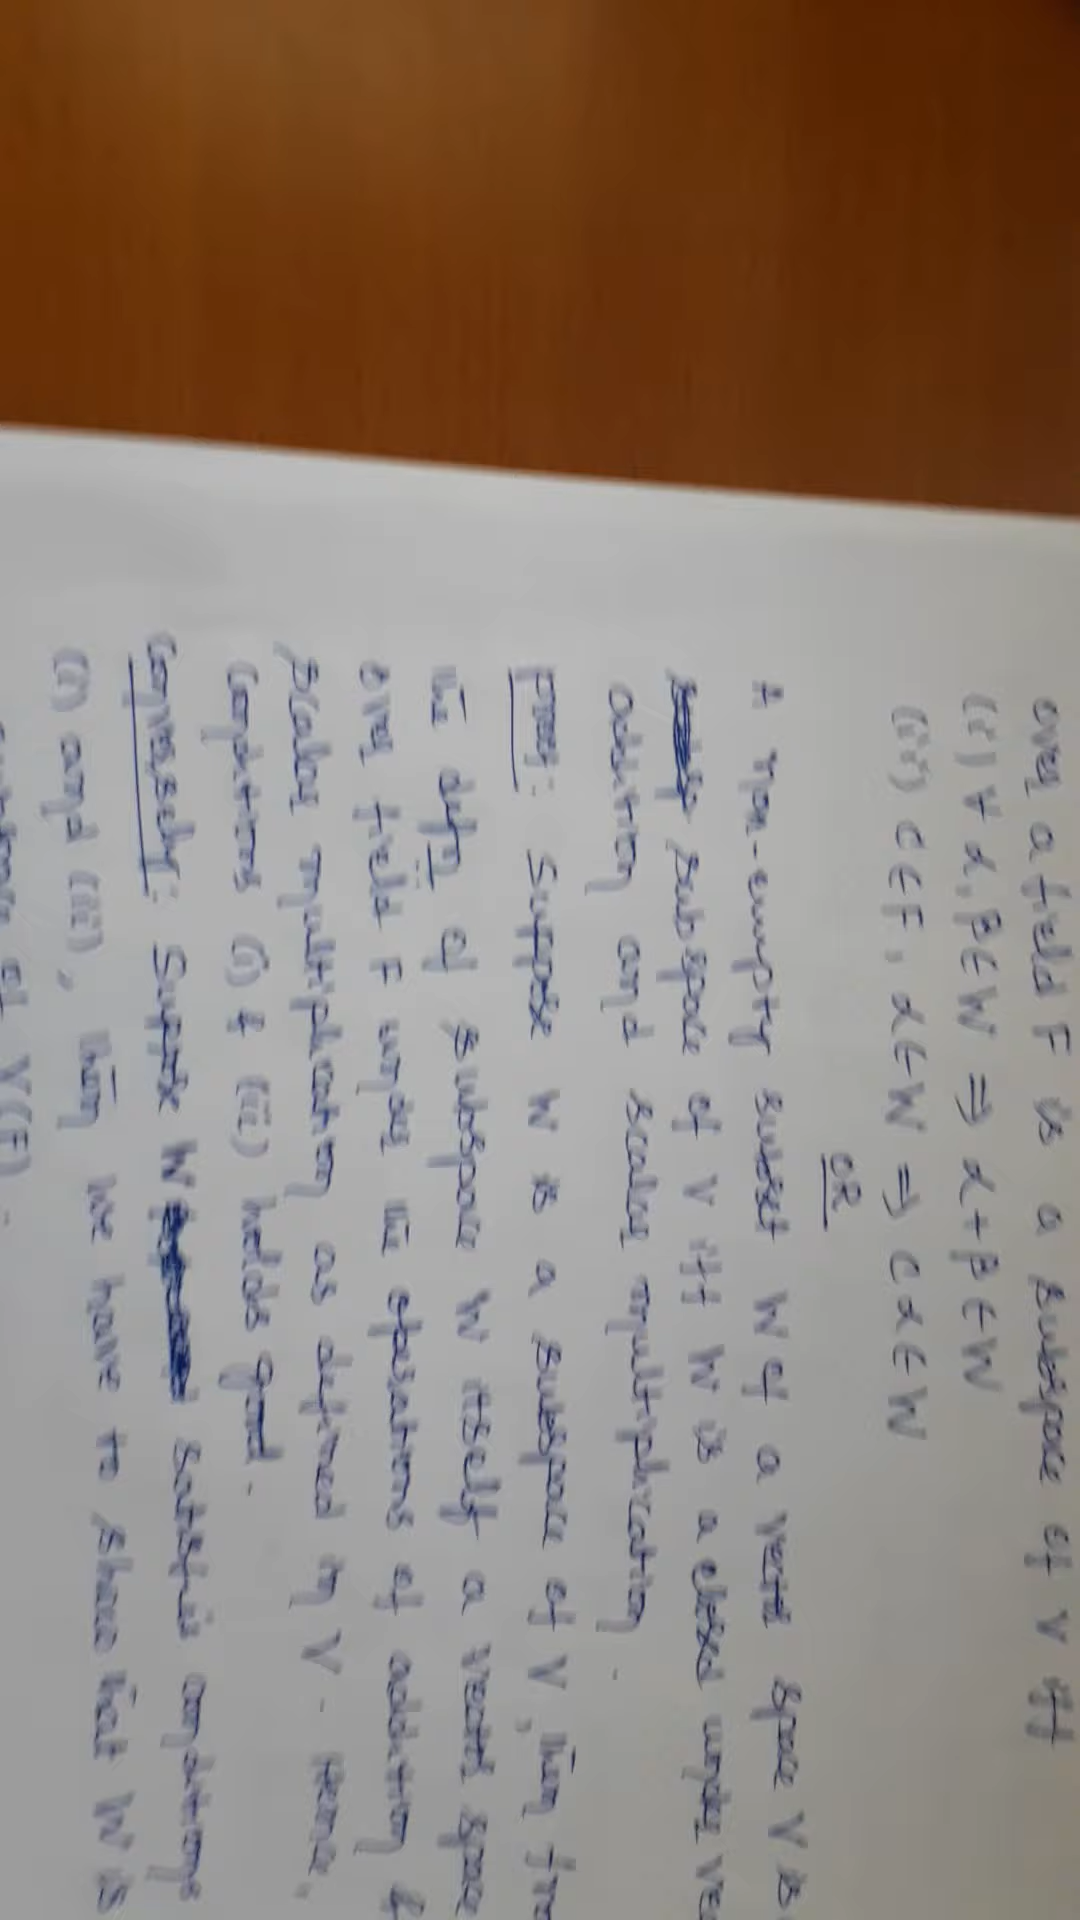 over a field F is a subspace of V iff
(i) ∀ α, β ∈ W ⇒ α + β ∈ W
(ii) c ∈ F, α ∈ W ⇒ cα ∈ W
OR
A non-empty subset W of a vector space V is
subspace of V iff W is a closed under
addition and scalar multiplication.
Proof: Suppose W is a subspace of V, then
the defn of subspace W itself a vector space
over field F under the operations of addition &
scalar multiplication as defined in V. Hence,
conditions (i) & (ii) holds good.
Conversely: Suppose W satisfies conditions
(i) and (ii), then we have to show that W is
of V(F).